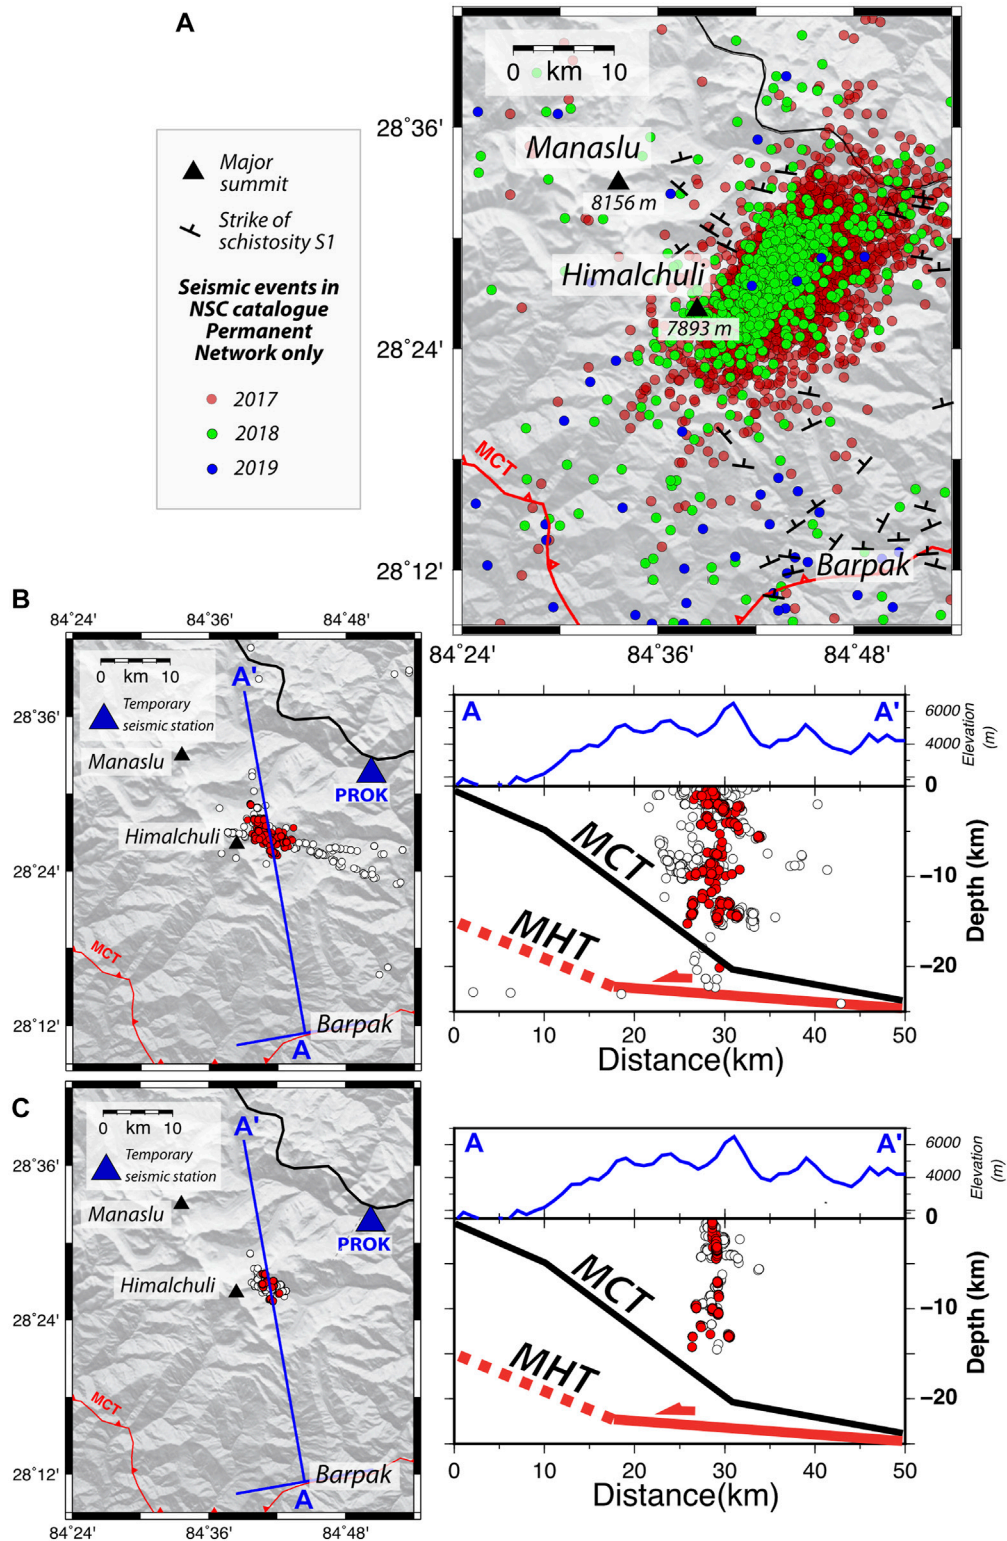 A
Major
summit
Strike of
schistosity S1
Seismic events in
NSC catalogue
Permanent
Network only
2017
2018
2019
0 km 10
Manaslu
8156 m
Himalchuli
7893 m
MCT
Barpak
28°36'
28°24'
28°12'
84°24' 84°36' 84°48'
B
84°24' 84°36' 84°48'
0 km 10
Temporary
seismic station
A'
Manaslu
PROK
Himalchuli
MCT
Barpak
A
28°36'
28°24'
28°12'
A A'
6000
4000
0
Elevation
(m)
MCT
MHT
−10
−20
Depth (km)
0 10 20 30 40 50
Distance(km)
C
0 km 10
Temporary
seismic station
A'
Manaslu
PROK
Himalchuli
MCT
Barpak
A
28°36'
28°24'
28°12'
84°24' 84°36' 84°48'
A A'
6000
4000
0
Elevation
(m)
MCT
MHT
−10
−20
Depth (km)
0 10 20 30 40 50
Distance(km)